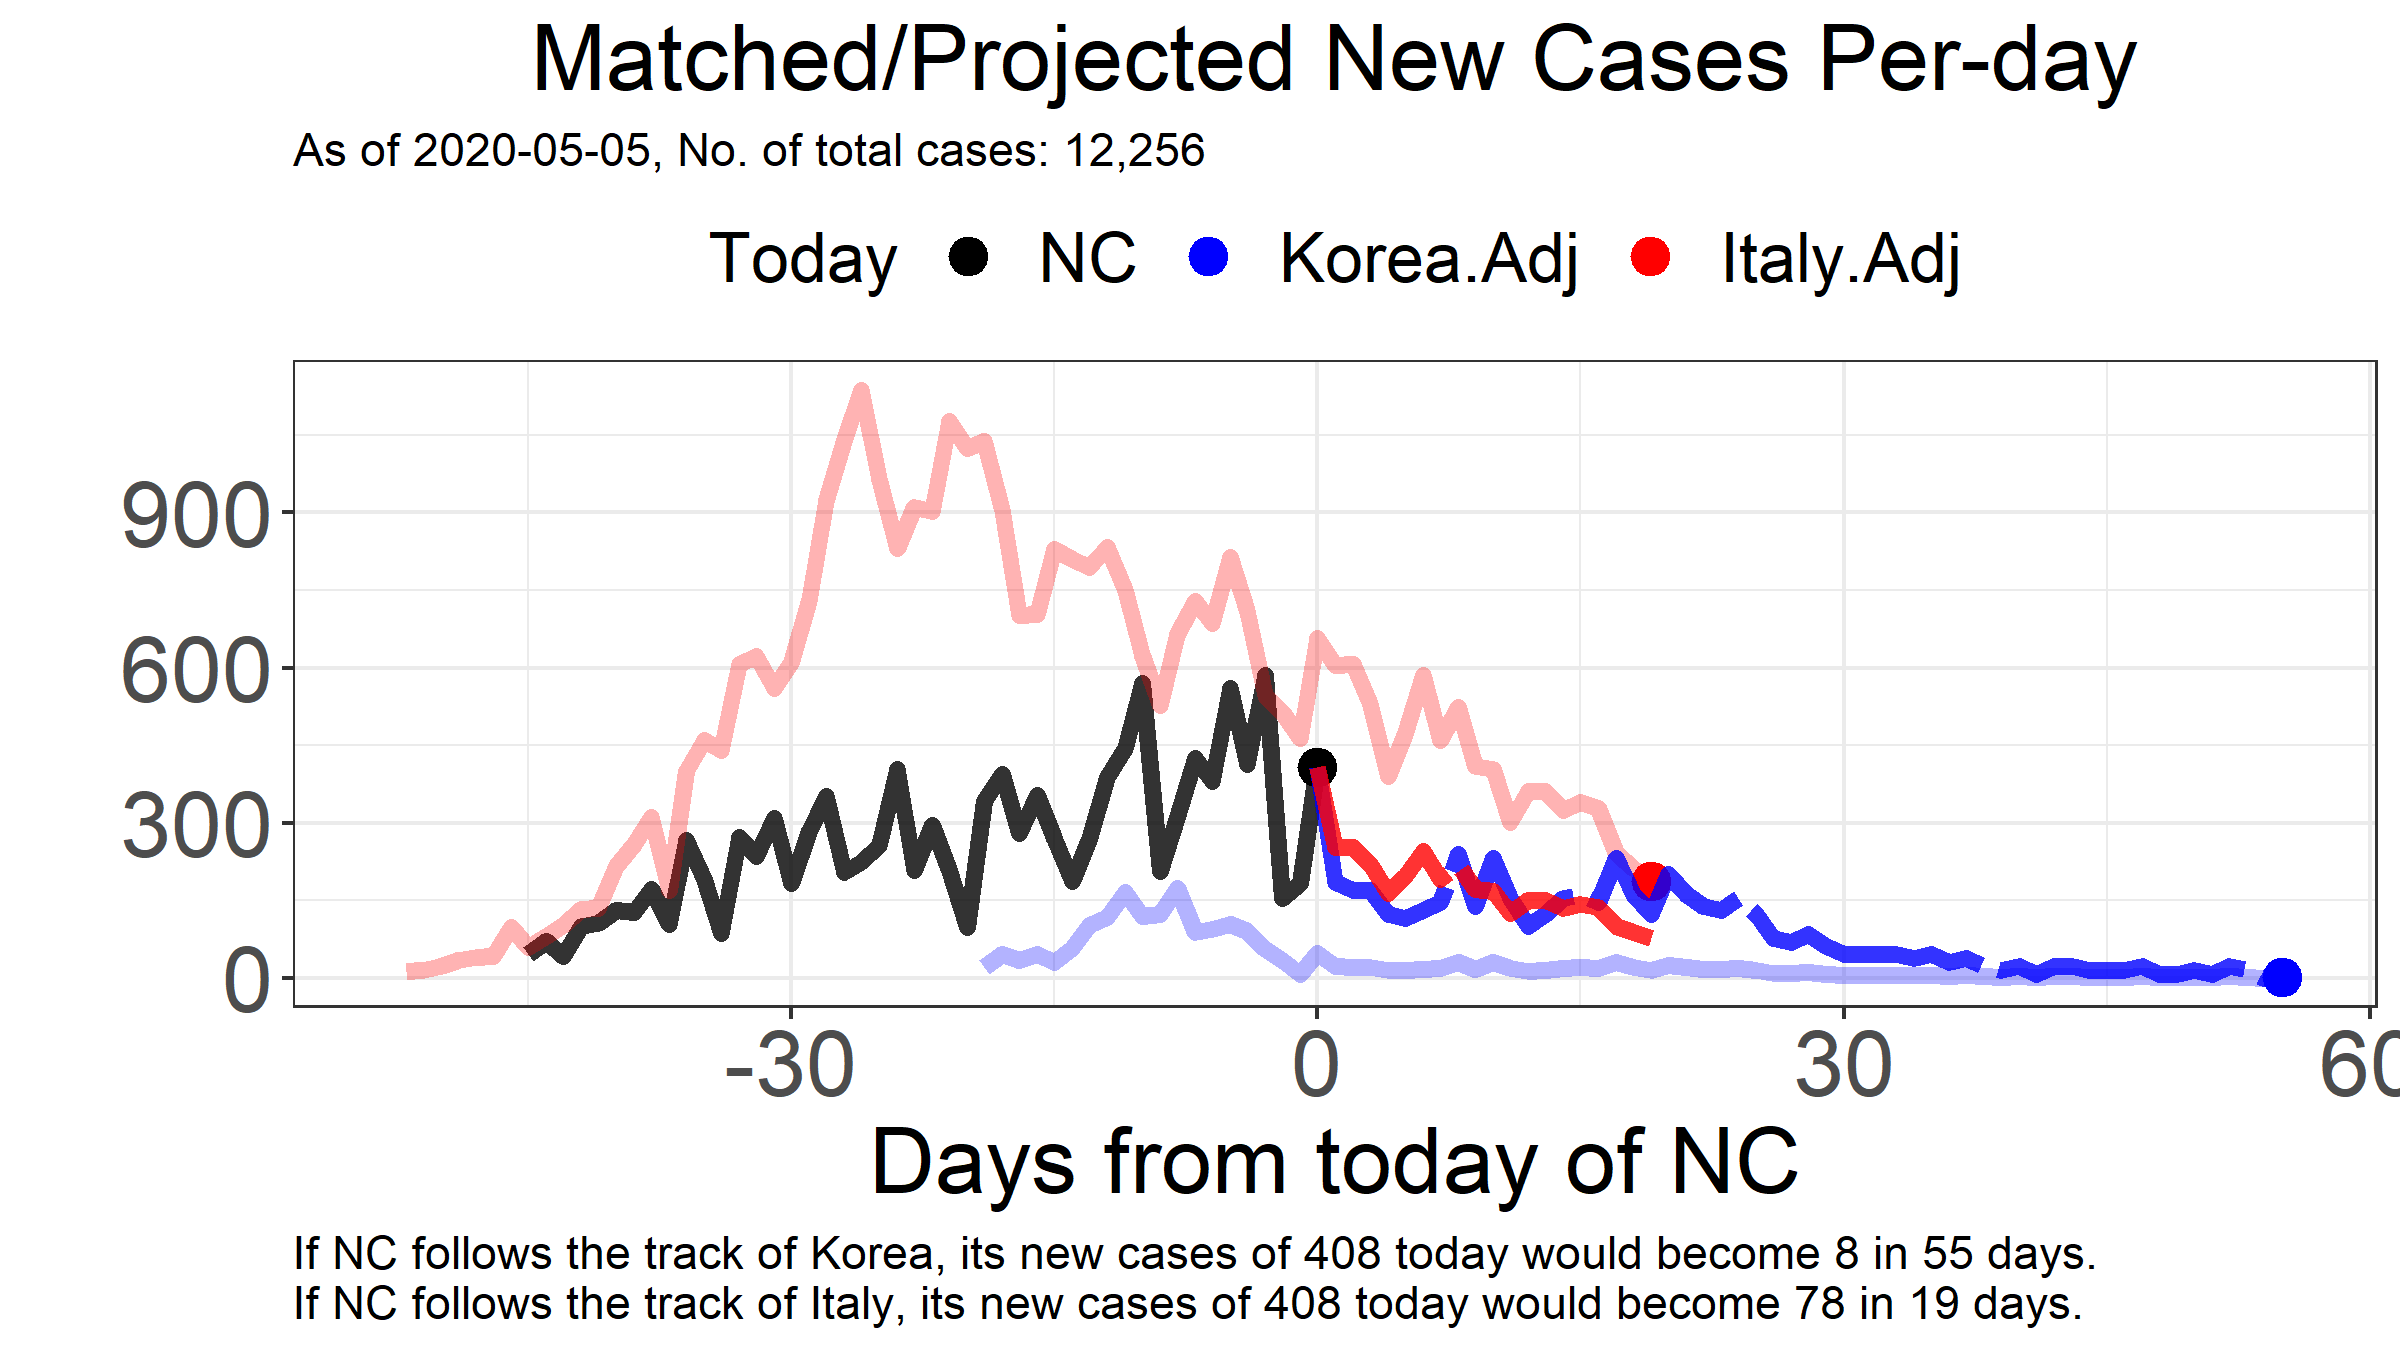 Matched/Projected New Cases Per-day
As of 2020-05-05, No. of total cases: 12,256
Today NC Korea.Adj Italy.Adj
900
600
300
0
-30 0 30 60
Days from today of NC
If NC follows the track of Korea, its new cases of 408 today would become 8 in 55 days.
If NC follows the track of Italy, its new cases of 408 today would become 78 in 19 days.